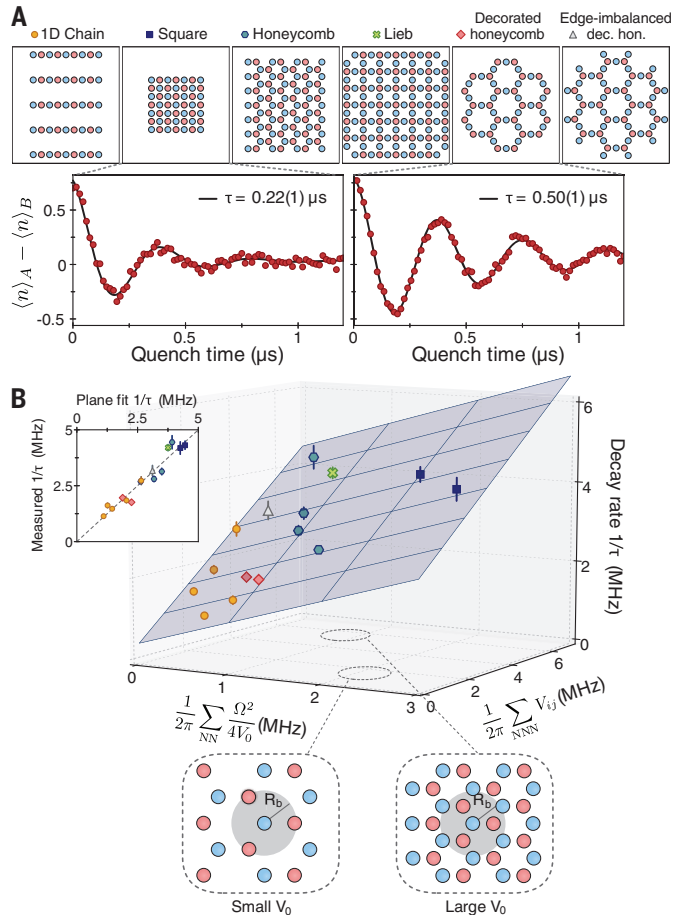 A
1D Chain Square Honeycomb Lieb Decorated honeycomb Edge-imbalanced dec. hon.
⟨n⟩A − ⟨n⟩B
0.5
0
-0.5
τ = 0.22(1) μs
τ = 0.50(1) μs
0 0.5 1
0 0.5 1
Quench time (μs)
Quench time (μs)
B
Plane fit 1/τ (MHz)
0 2.5 5
Measured 1/τ (MHz)
5
2.5
0
Decay rate 1/τ (MHz)
6
4
2
0
0 1 2 3
0 2 4 6
1/2π ∑NN Ω²/4V₀ (MHz)
1/2π ∑NNN Vij (MHz)
Rb
Rb
Small V₀
Large V₀